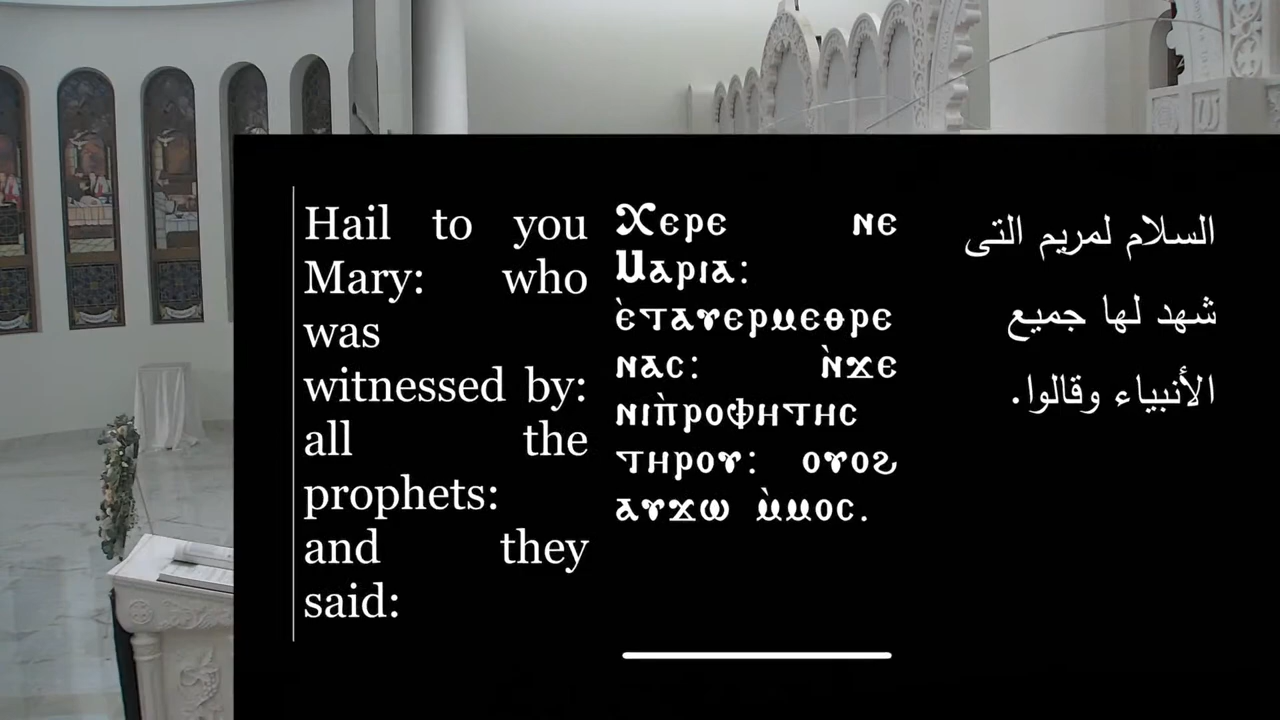 Hail to you
Mary: who
was
witnessed by:
all the
prophets:
and they
said:
Ⲭⲉⲣⲉ ⲛⲉ
Ⲙⲁⲣⲓⲁ:
ⲉ̀ⲧⲁⲩⲉⲣⲙⲉⲑⲣⲉ
ⲛⲁⲥ: ⲛ̀ϫⲉ
ⲛⲓⲡ̀ⲣⲟⲫⲏⲧⲏⲥ
ⲧⲏⲣⲟⲩ: ⲟⲩⲟϩ
ⲁⲩϫⲱ ⲙ̀ⲙⲟⲥ.
السلام لمريم التى
شهد لها جميع
الأنبياء وقالوا.